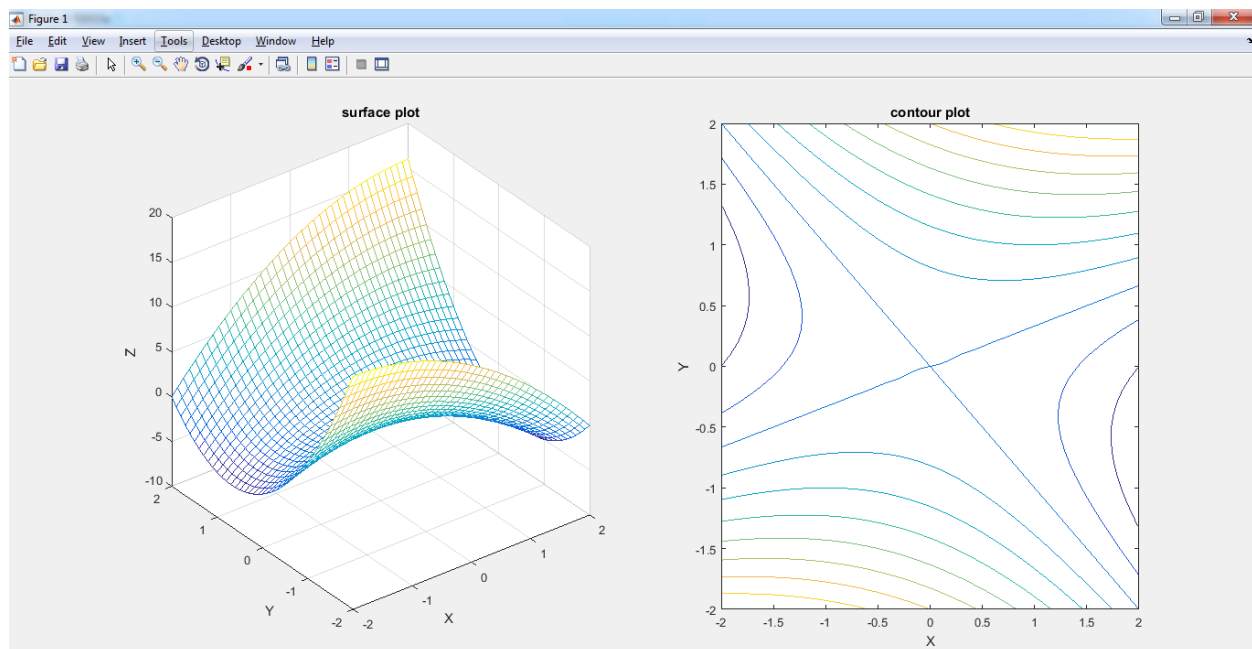 Figure 1
File Edit View Insert Tools Desktop Window Help
surface plot
20
15
10
5
0
-5
-10
Z
2
1
0
-1
-2
Y
-2
-1
0
1
2
X
contour plot
2
1.5
1
0.5
0
-0.5
-1
-1.5
-2
Y
-2 -1.5 -1 -0.5 0 0.5 1 1.5 2
X